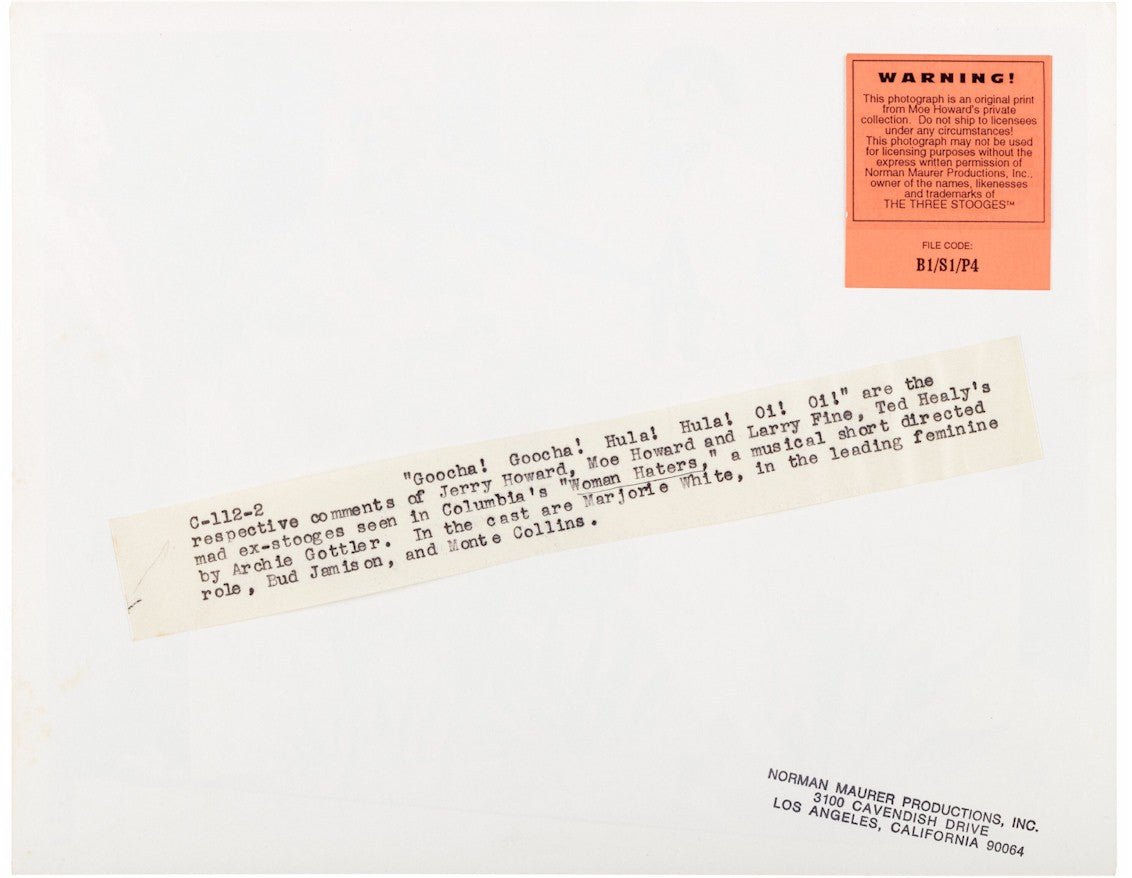 WARNING!
This photograph is an original print
from Moe Howard's private
collection. Do not ship to licensees
under any circumstances!
This photograph may not be used
for licensing purposes without the
express written permission of
Norman Maurer Productions, Inc.,
owner of the names, likenesses
and trademarks of
THE THREE STOOGES™
FILE CODE:
B1/S1/P4
C-112-2 "Goocha! Goocha! Hula! Hula! Oi! Oi!" are the
respective comments of Jerry Howard, Moe Howard and Larry Fine, Ted Healy's
mad ex-stooges seen in Columbia's "Woman Haters," a musical short directed
by Archie Gottler. In the cast are Marjorie White, in the leading feminine
role, Bud Jamison, and Monte Collins.
NORMAN MAURER PRODUCTIONS, INC.
3100 CAVENDISH DRIVE
LOS ANGELES, CALIFORNIA 90064